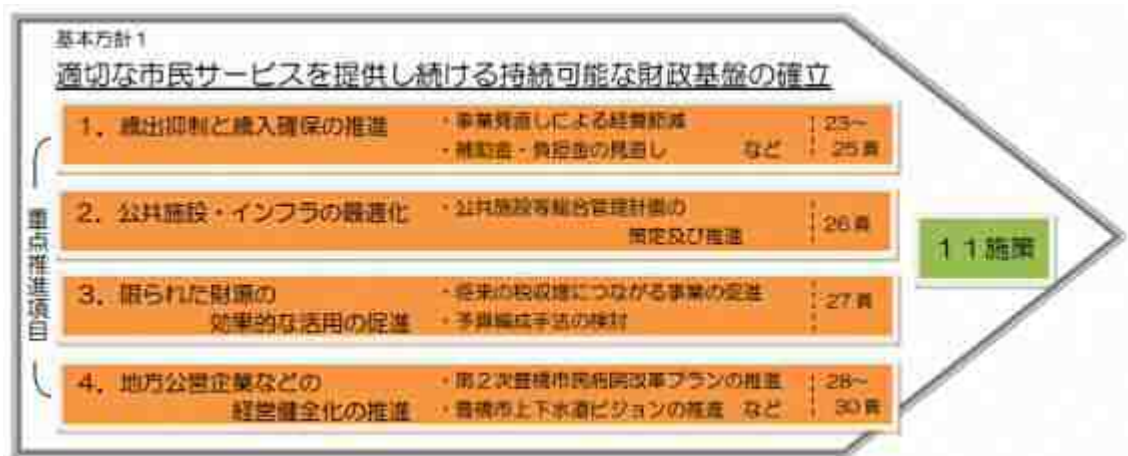 基本方針1
適切な市民サービスを提供し続ける持続可能な財政基盤の確立
重点推進項目
1．歳出抑制と歳入確保の推進
・事業見直しによる経費節減
・補助金・負担金の見直し　など
23～
25頁
2．公共施設・インフラの最適化
・公共施設等総合管理計画の
策定及び推進
26頁
3．限られた財源の
効果的な活用の促進
・将来の税収増につながる事業の促進
・予算編成手法の検討
27頁
4．地方公営企業などの
経営健全化の推進
・第2次豊橋市民病院改革プランの推進
・豊橋市上下水道ビジョンの推進　など
28～
30頁
11施策